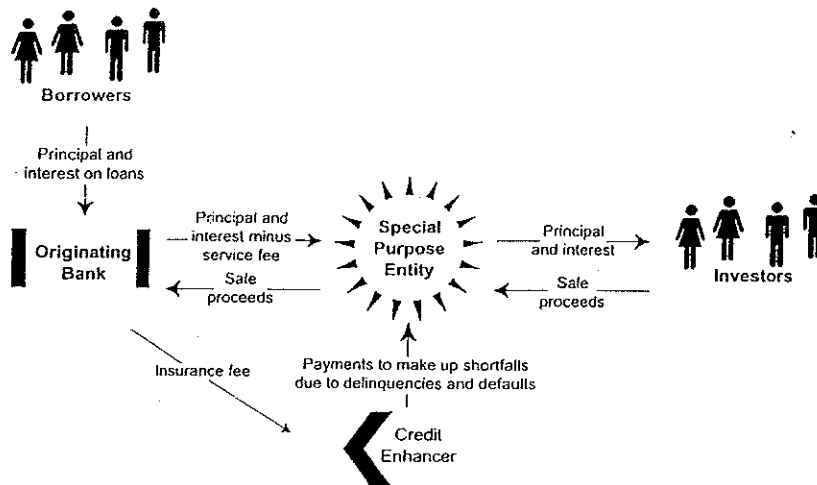 Borrowers
Principal and
interest on loans
Originating
Bank
Principal and
interest minus
service fee
Sale
proceeds
Special
Purpose
Entity
Principal
and interest
Sale
proceeds
Investors
Insurance fee
Payments to make up shortfalls
due to delinquencies and defaults
Credit
Enhancer